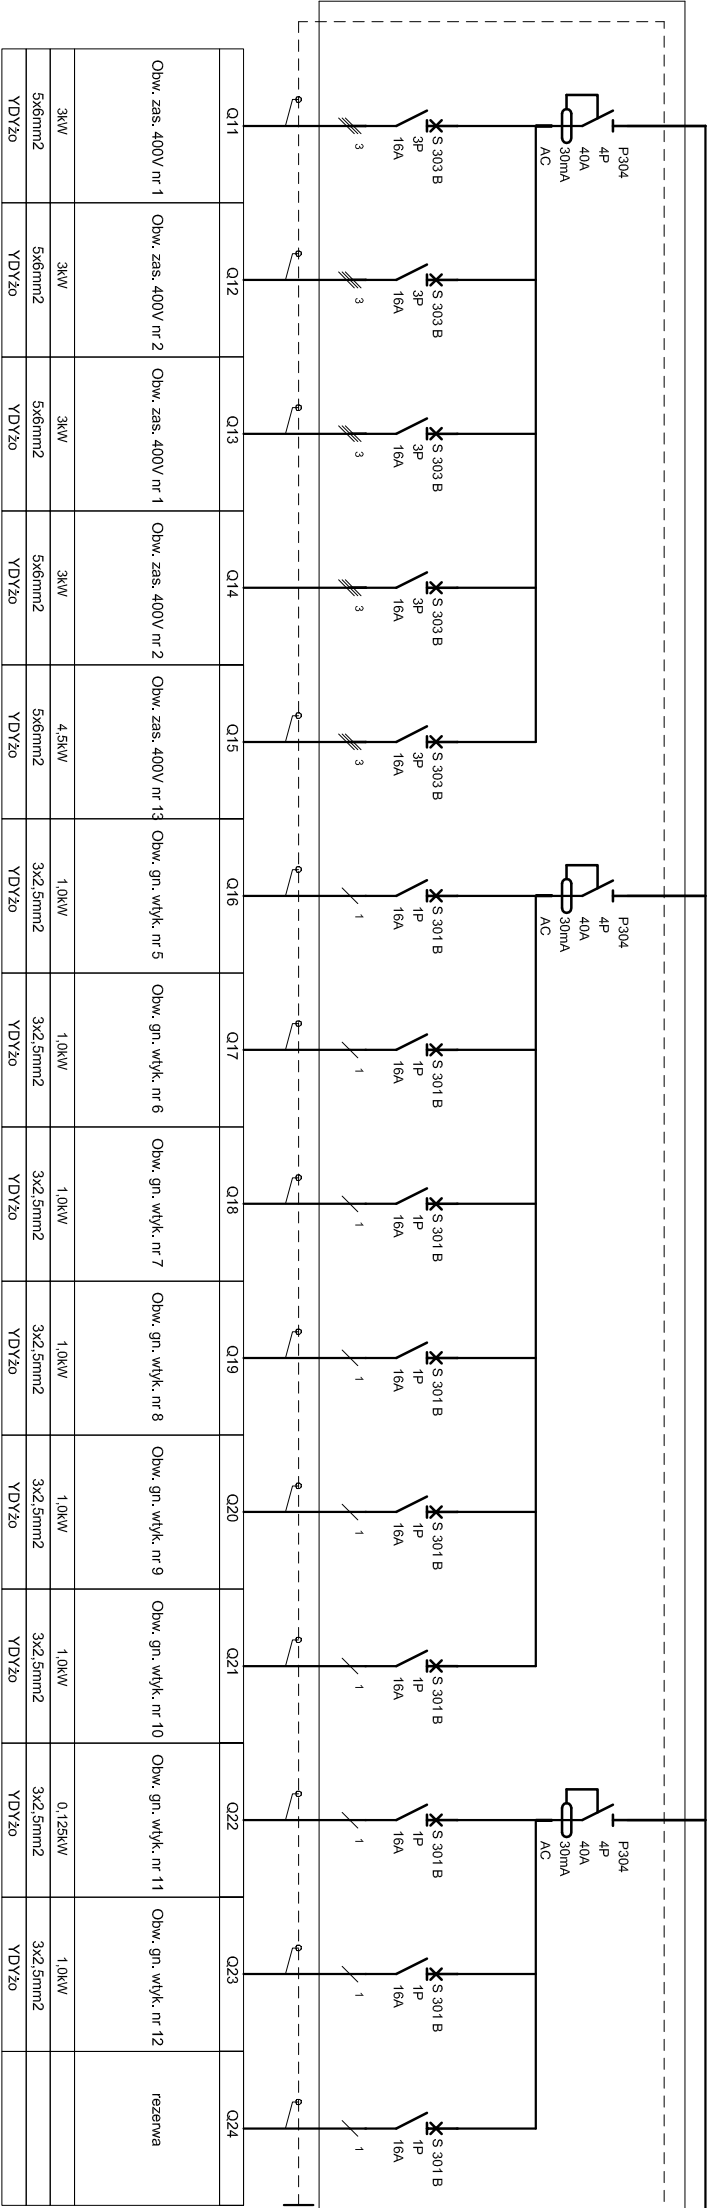 P304
4P
40A
30mA
AC
P304
4P
40A
30mA
AC
P304
4P
40A
30mA
AC
S 303 B
3P
16A
3
S 303 B
3P
16A
3
S 303 B
3P
16A
3
S 303 B
3P
16A
3
S 303 B
3P
16A
3
S 301 B
1P
16A
1
S 301 B
1P
16A
1
S 301 B
1P
16A
1
S 301 B
1P
16A
1
S 301 B
1P
16A
1
S 301 B
1P
16A
1
S 301 B
1P
16A
1
S 301 B
1P
16A
1
S 301 B
1P
16A
1
Q11
Obw. zas. 400V nr 1
3kW
5x6mm2
YDYżo
Q12
Obw. zas. 400V nr 2
3kW
5x6mm2
YDYżo
Q13
Obw. zas. 400V nr 1
3kW
5x6mm2
YDYżo
Q14
Obw. zas. 400V nr 2
3kW
5x6mm2
YDYżo
Q15
Obw. zas. 400V nr 13
4,5kW
5x6mm2
YDYżo
Q16
Obw. gn. wtyk. nr 5
1,0kW
3x2,5mm2
YDYżo
Q17
Obw. gn. wtyk. nr 6
1,0kW
3x2,5mm2
YDYżo
Q18
Obw. gn. wtyk. nr 7
1,0kW
3x2,5mm2
YDYżo
Q19
Obw. gn. wtyk. nr 8
1,0kW
3x2,5mm2
YDYżo
Q20
Obw. gn. wtyk. nr 9
1,0kW
3x2,5mm2
YDYżo
Q21
Obw. gn. wtyk. nr 10
1,0kW
3x2,5mm2
YDYżo
Q22
Obw. gn. wtyk. nr 11
0,125kW
3x2,5mm2
YDYżo
Q23
Obw. gn. wtyk. nr 12
1,0kW
3x2,5mm2
YDYżo
Q24
rezerwa